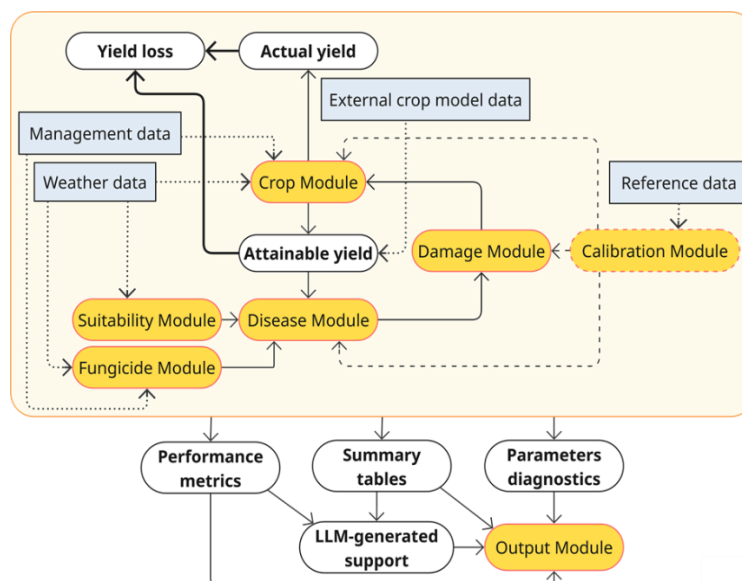 Yield loss
Actual yield
External crop model data
Management data
Weather data
Crop Module
Reference data
Attainable yield
Damage Module
Calibration Module
Suitability Module
Disease Module
Fungicide Module
Performance
metrics
Summary
tables
Parameters
diagnostics
LLM-generated
support
Output Module